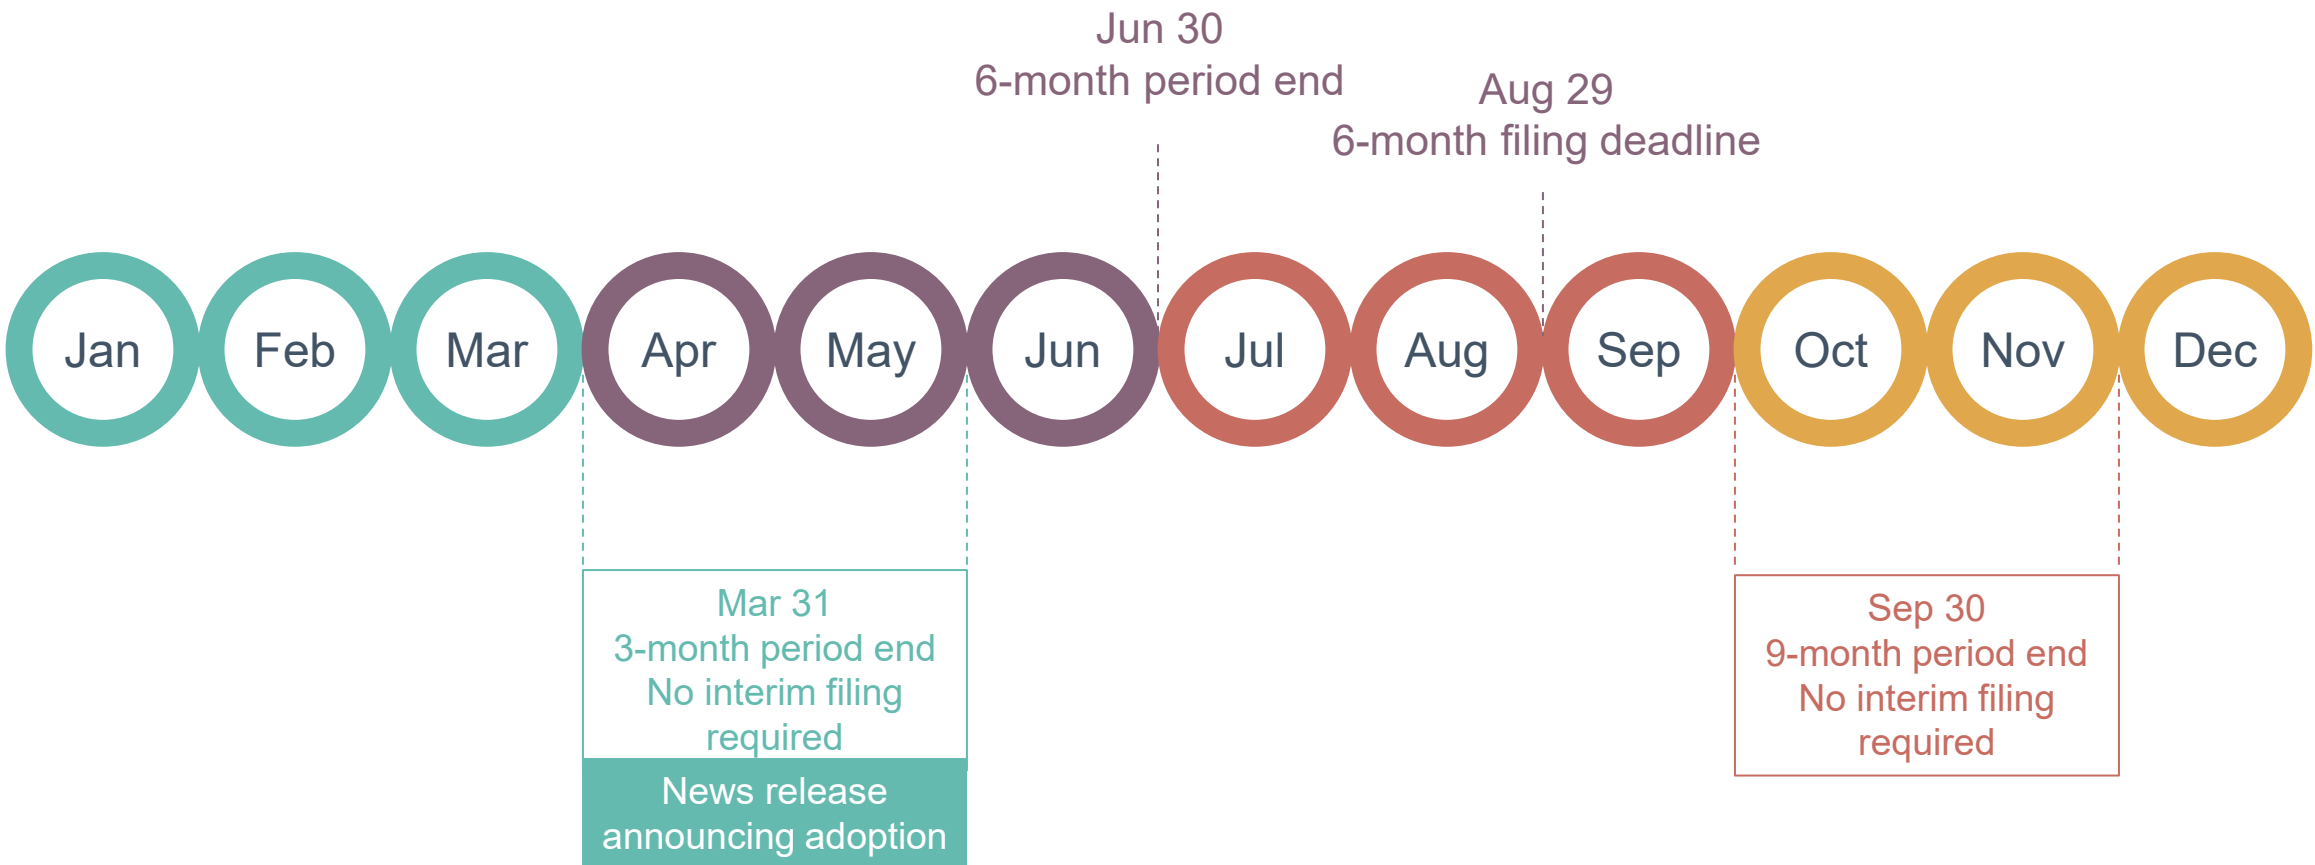 Jun 30
6-month period end
Aug 29
6-month filing deadline
Jan
Feb
Mar
Apr
May
Jun
Jul
Aug
Sep
Oct
Nov
Dec
Mar 31
3-month period end
No interim filing
required
News release
announcing adoption
Sep 30
9-month period end
No interim filing
required